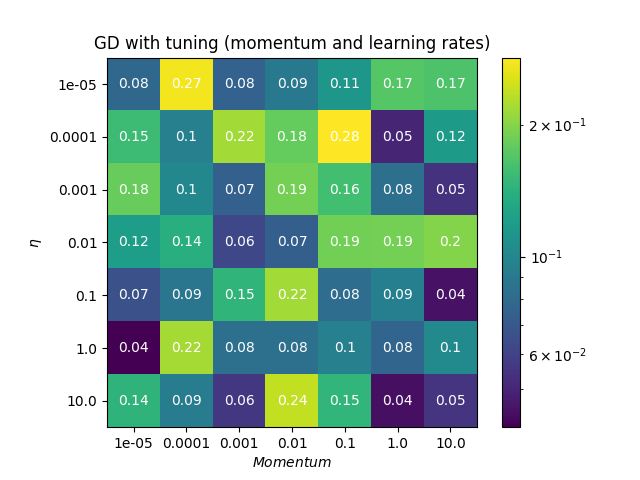 GD with tuning (momentum and learning rates)
1e-05 0.08 0.27 0.08 0.09 0.11 0.17 0.17
0.0001 0.15 0.1 0.22 0.18 0.28 0.05 0.12
0.001 0.18 0.1 0.07 0.19 0.16 0.08 0.05
0.01 0.12 0.14 0.06 0.07 0.19 0.19 0.2
0.1 0.07 0.09 0.15 0.22 0.08 0.09 0.04
1.0 0.04 0.22 0.08 0.08 0.1 0.08 0.1
10.0 0.14 0.09 0.06 0.24 0.15 0.04 0.05
η
1e-05 0.0001 0.001 0.01 0.1 1.0 10.0
Momentum
2 × 10⁻¹
10⁻¹
6 × 10⁻²